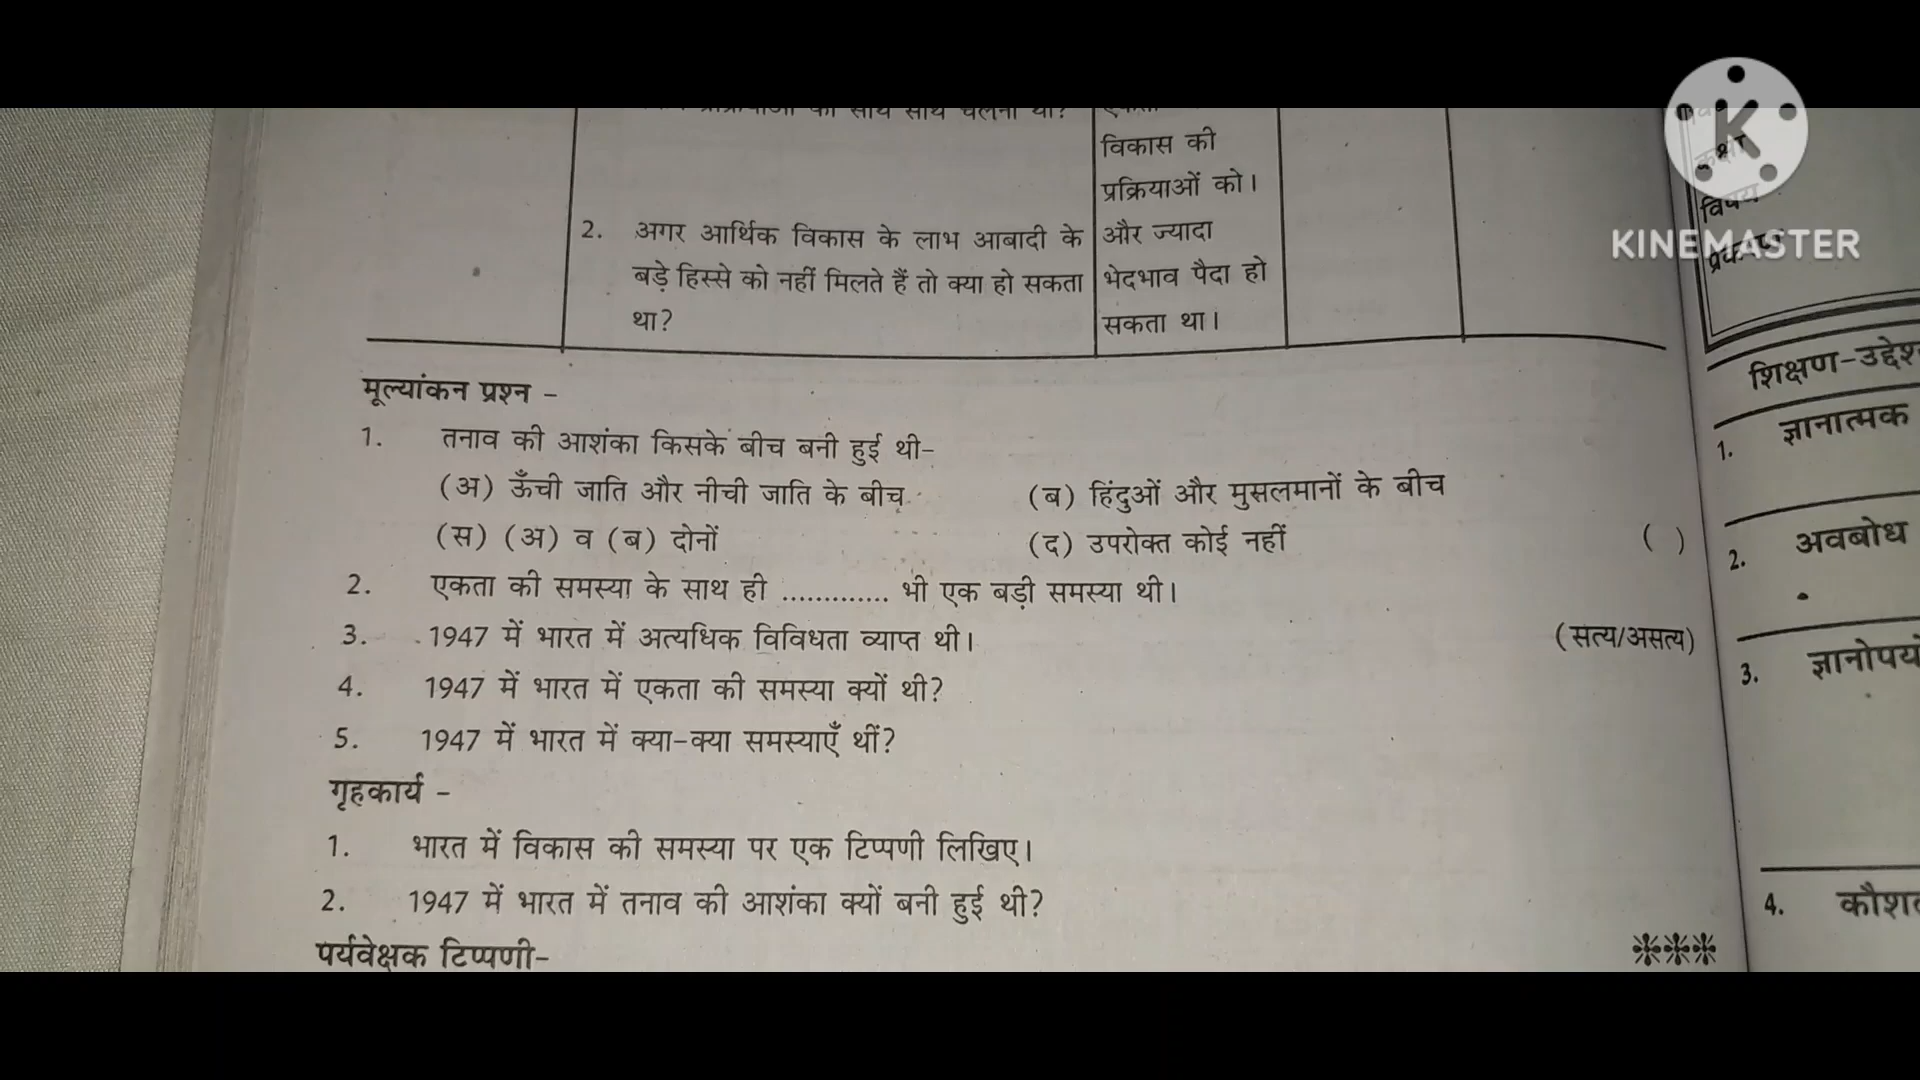 विकास की
प्रक्रियाओं को।
2. अगर आर्थिक विकास के लाभ आबादी के
बड़े हिस्से को नहीं मिलते हैं तो क्या हो सकता
था?
और ज्यादा
भेदभाव पैदा हो
सकता था।
मूल्यांकन प्रश्न -
1. तनाव की आशंका किसके बीच बनी हुई थी-
(अ) ऊँची जाति और नीची जाति के बीच (ब) हिंदुओं और मुसलमानों के बीच
(स) (अ) व (ब) दोनों (द) उपरोक्त कोई नहीं ( )
2. एकता की समस्या के साथ ही ............. भी एक बड़ी समस्या थी।
3. 1947 में भारत में अत्यधिक विविधता व्याप्त थी। (सत्य/असत्य)
4. 1947 में भारत में एकता की समस्या क्यों थी?
5. 1947 में भारत में क्या-क्या समस्याएँ थीं?
गृहकार्य -
1. भारत में विकास की समस्या पर एक टिप्पणी लिखिए।
2. 1947 में भारत में तनाव की आशंका क्यों बनी हुई थी?
पर्यवेक्षक टिप्पणी-
KINEMASTER
शिक्षण-उद्देश
1. ज्ञानात्मक
2. अवबोध
3. ज्ञानोपयो
4. कौशल